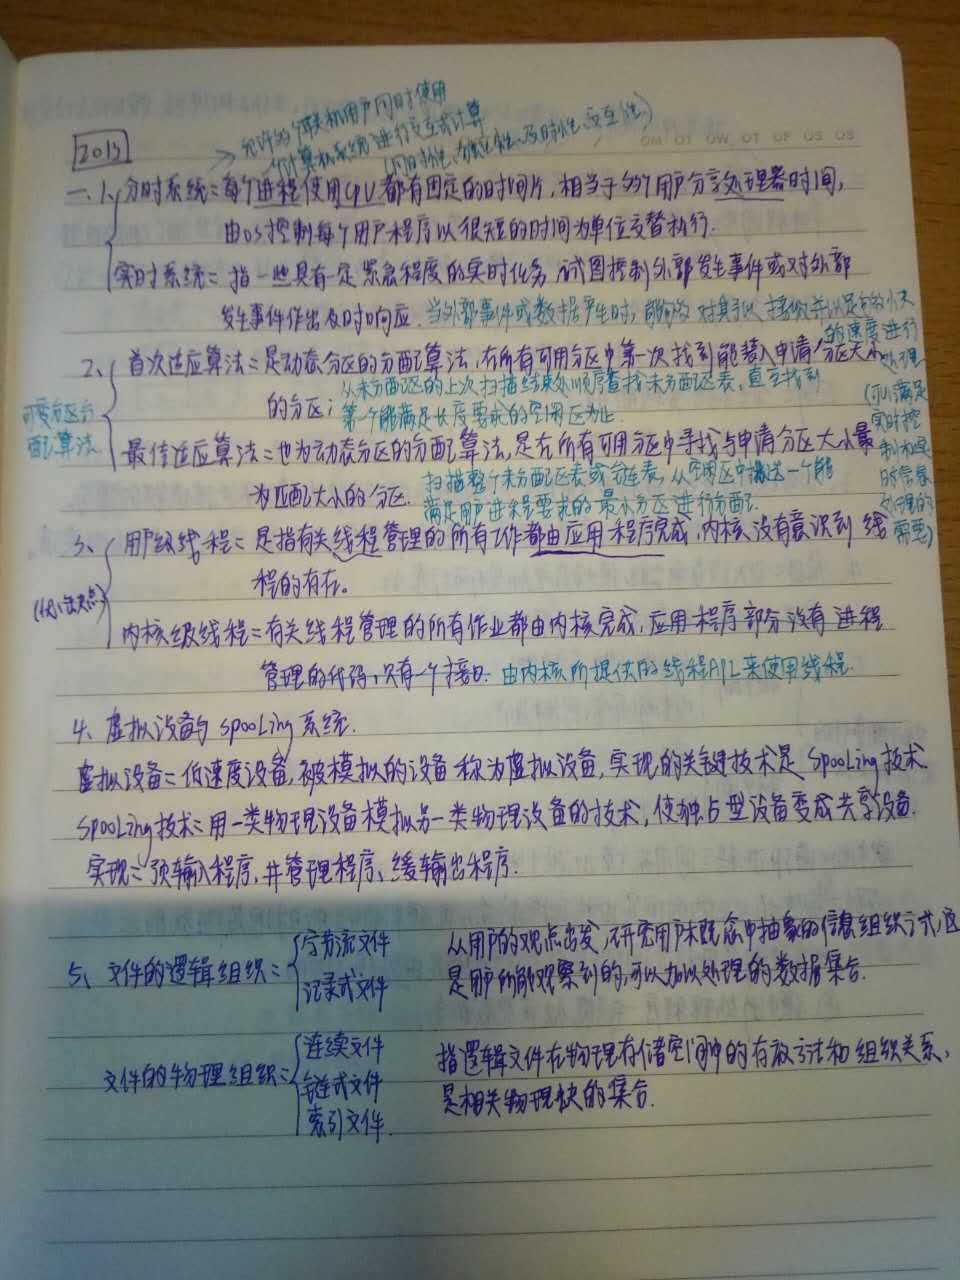 2015
允许多个联机用户同时使用
一个计算机系统进行交互式计算
(同时性、独立性、及时性、交互性)
一.1、分时系统:每个进程使用CPU都有固定的时间片,相当于多个用户分享处理器时间,
由OS控制每个用户程序以很短的时间为单位交替执行.
实时系统:指一些具有一定紧急程度的实时任务,试图控制外部发生事件或对外部
发生事件作出及时响应.当外部事件或数据产生时,能够对其予以接收并以足够快
的速度进行
处理
(可以满足
实时控
制和
时信息
处理的
需要)
2、首次适应算法:是动态分区的分配算法,在所有可用分区中第一次找到能装入申请分区大小
的分区;
从未分配区的上次扫描结束处顺序查找未分配区表,直至找到
第一个能满足长度要求的空闲区为止.
可变分区分
配算法
最佳适应算法:也为动态分区的分配算法,是在所有可用分区中寻找与申请分区大小最
为匹配大小的分区.
扫描整个未分配区表或链表,从空闲区中挑选一个能
满足用户进程要求的最小分区进行分配.
3、用户级线程:是指有关线程管理的所有工作都由应用程序完成,内核没有意识到线
程的存在.
(优缺点)
内核级线程:有关线程管理的所有作业都由内核完成,应用程序部分没有进程
管理的代码,只有一个接口.由内核所提供的线程API来使用线程.
4、虚拟设备与SpooLing系统.
虚拟设备:低速度设备,被模拟的设备称为虚拟设备,实现的关键技术是SpooLing技术.
SpooLing技术:用一类物理设备模拟另一类物理设备的技术,使独占型设备变成共享设备.
实现:预输入程序,井管理程序,缓输出程序.
5、文件的逻辑组织:字节流文件
记录式文件
从用户的观点出发,研究用户概念中抽象的信息组织方式,这
是用户所能观察到的,可以加以处理的数据集合.
文件的物理组织:连续文件
链式文件
索引文件.
指逻辑文件在物理存储空间中的存放方法和组织关系,
是相关物理块的集合.